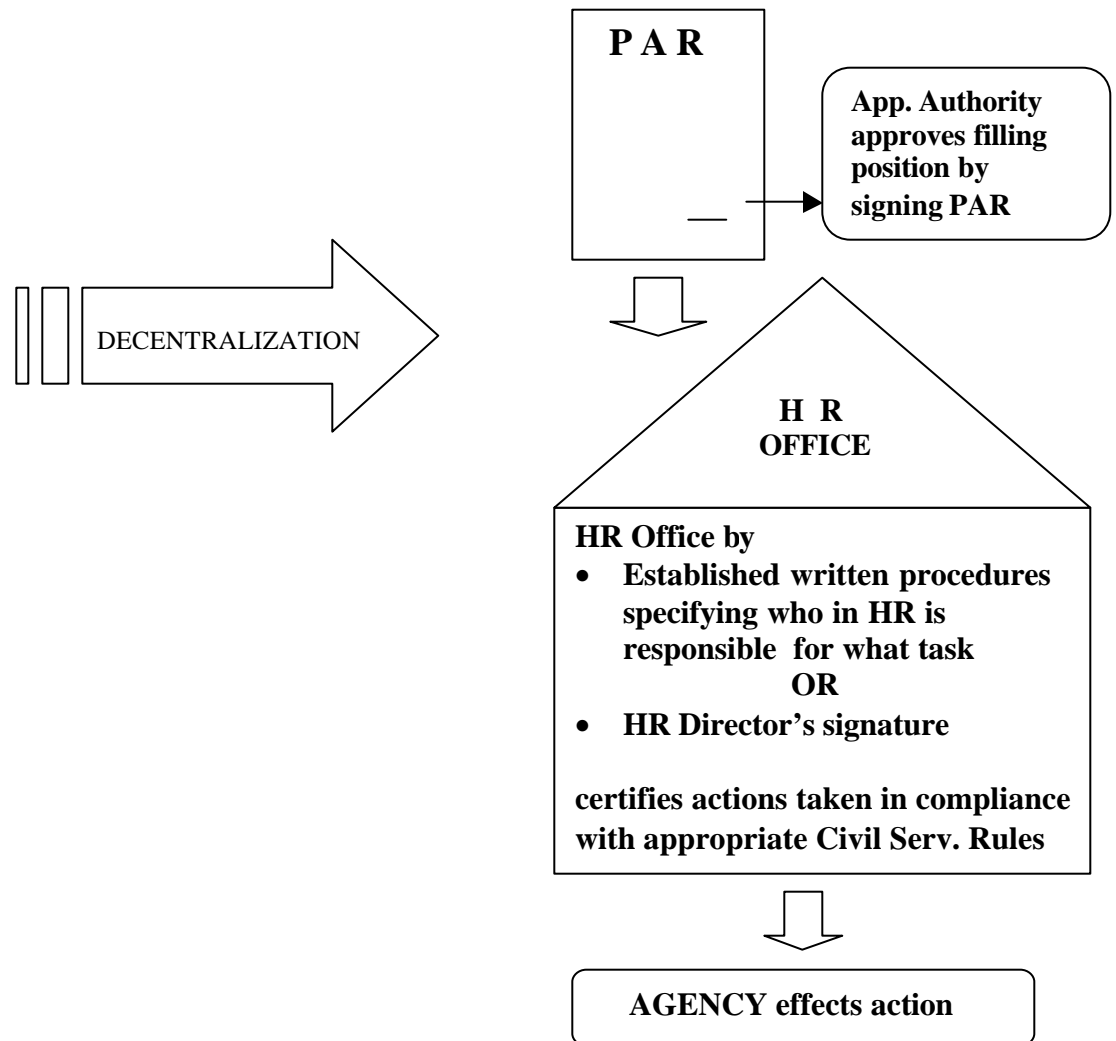 P A R
App. Authority
approves filling
position by
signing PAR
DECENTRALIZATION
H R
OFFICE
HR Office by
• Established written procedures
specifying who in HR is
responsible for what task
OR
• HR Director’s signature
certifies actions taken in compliance
with appropriate Civil Serv. Rules
AGENCY effects action